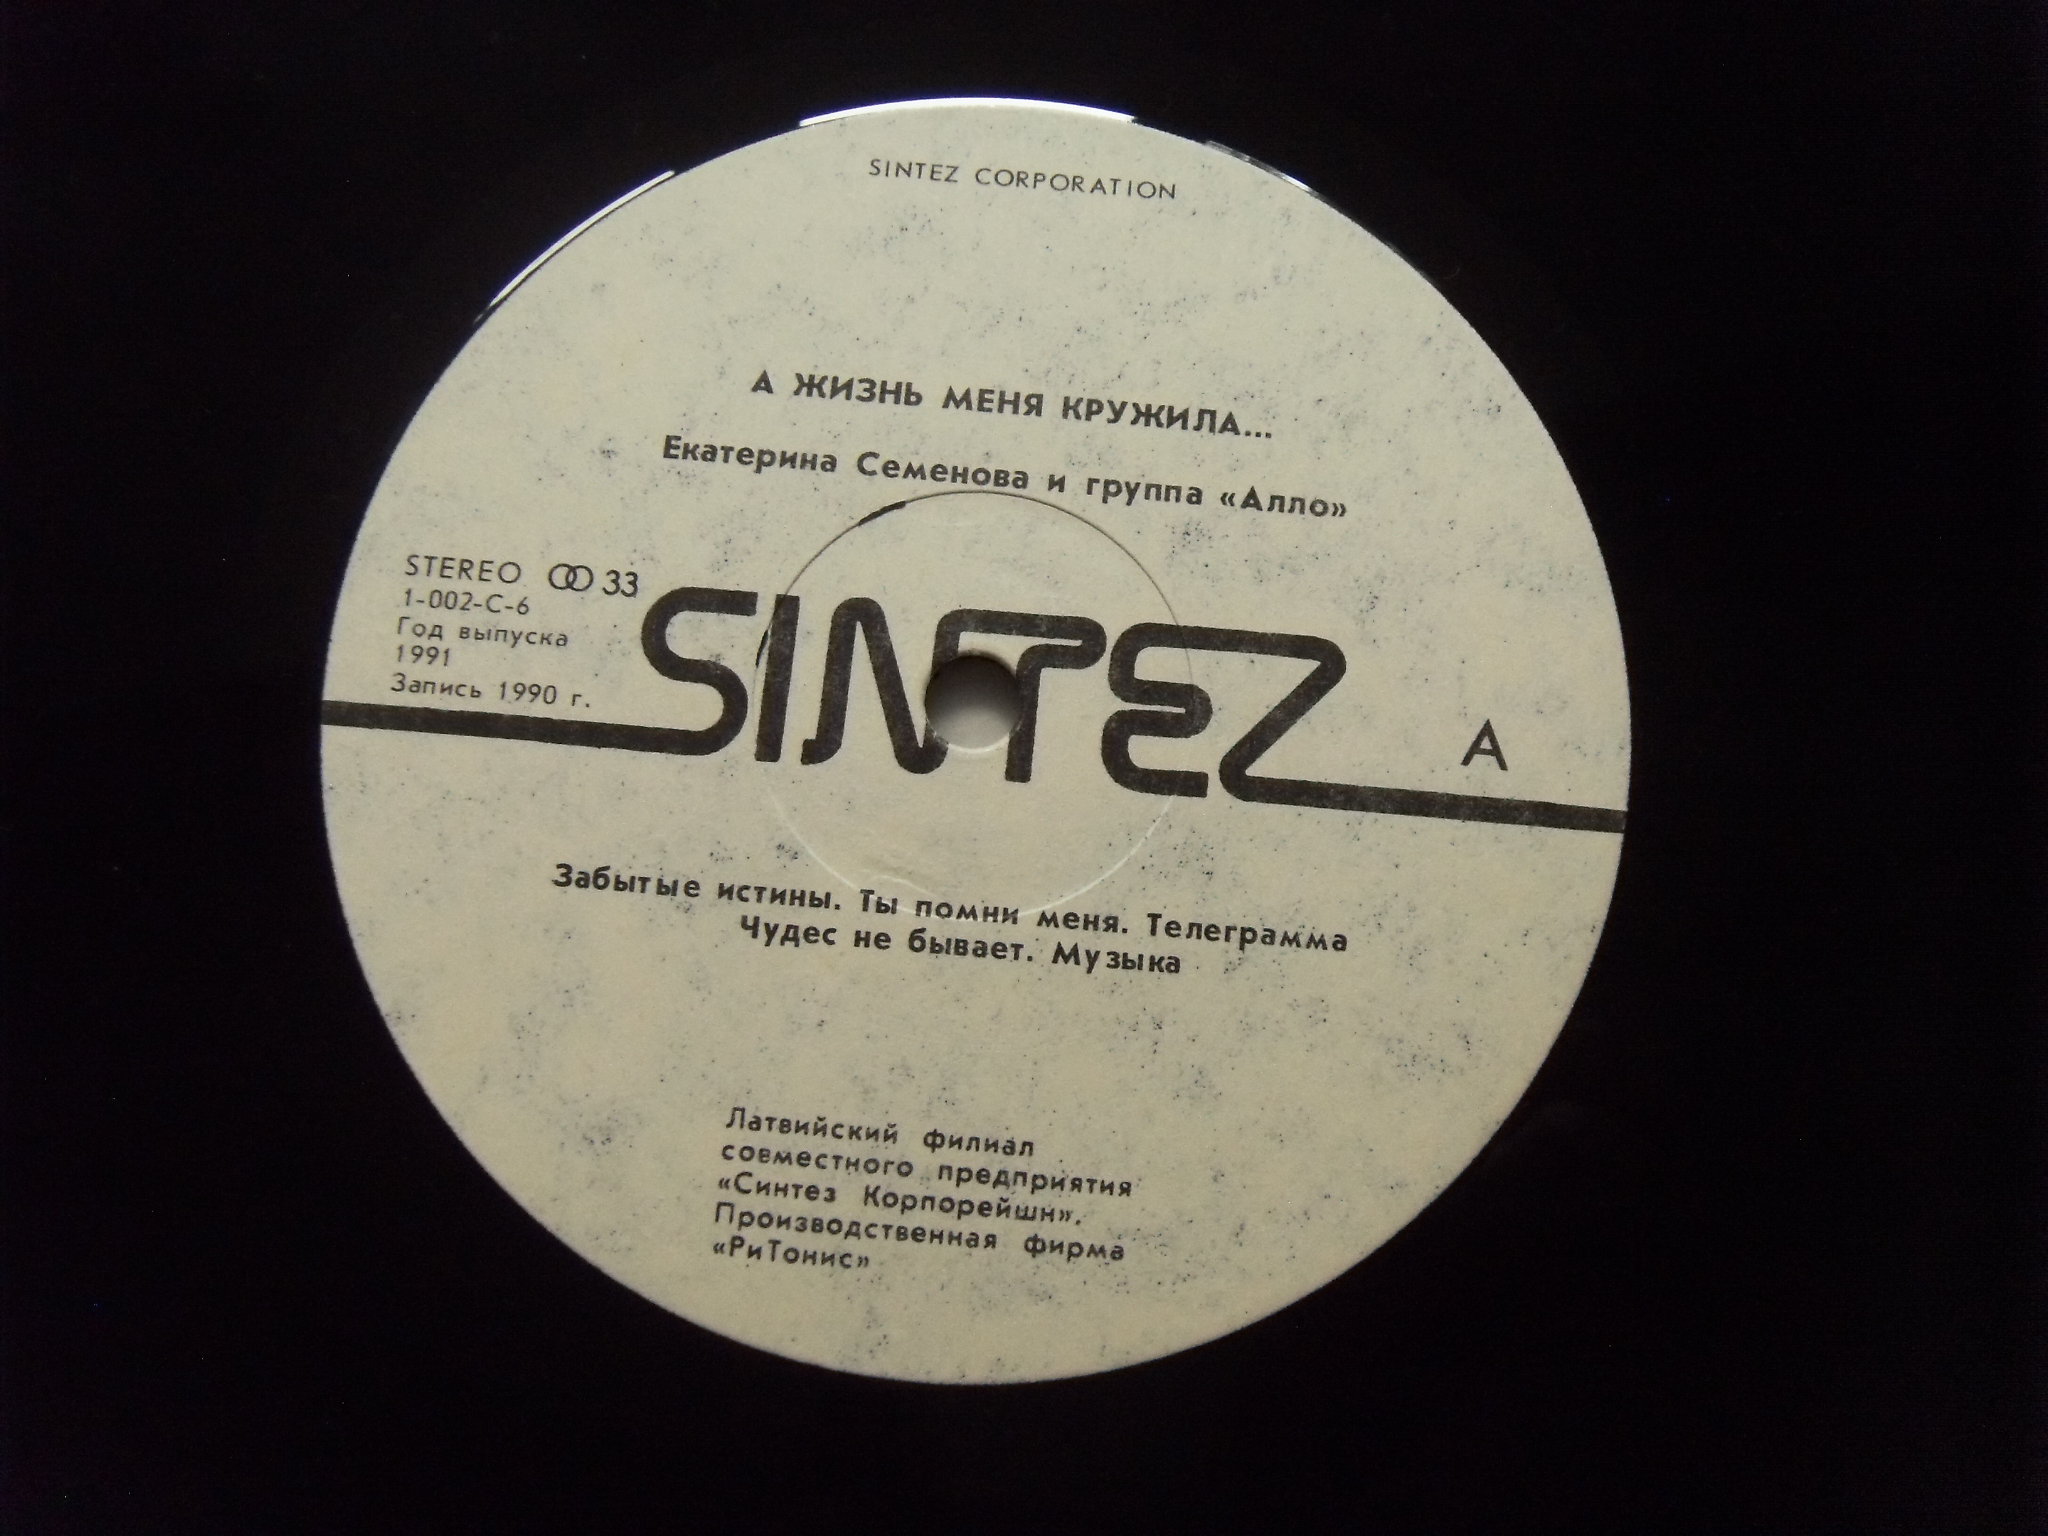 SINTEZ CORPORATION
А ЖИЗНЬ МЕНЯ КРУЖИЛА...
Екатерина Семенова и группа «Алло»
STEREO 33
1-002-С-6
Год выпуска
1991
Запись 1990 г.
SINTEZ
A
Забытые истины. Ты помни меня. Телеграмма
Чудес не бывает. Музыка
Латвийский филиал
совместного предприятия
«Синтез Корпорейшн».
Производственная фирма
«РиТонис»